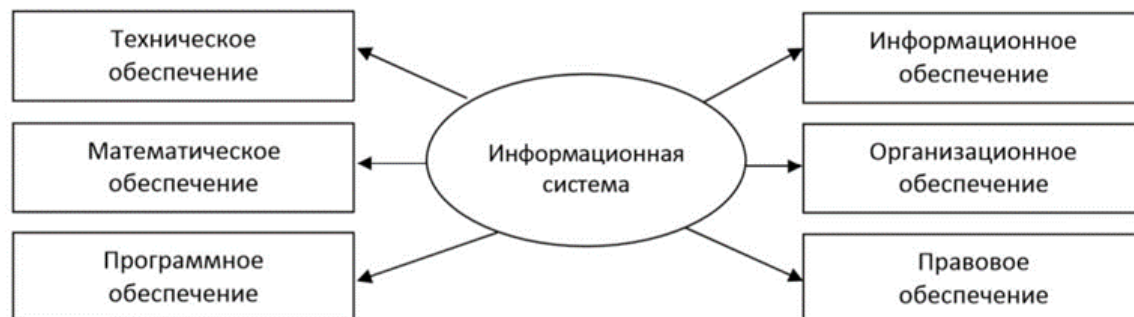 Техническое
обеспечение
Математическое
обеспечение
Программное
обеспечение
Информационная
система
Информационное
обеспечение
Организационное
обеспечение
Правовое
обеспечение